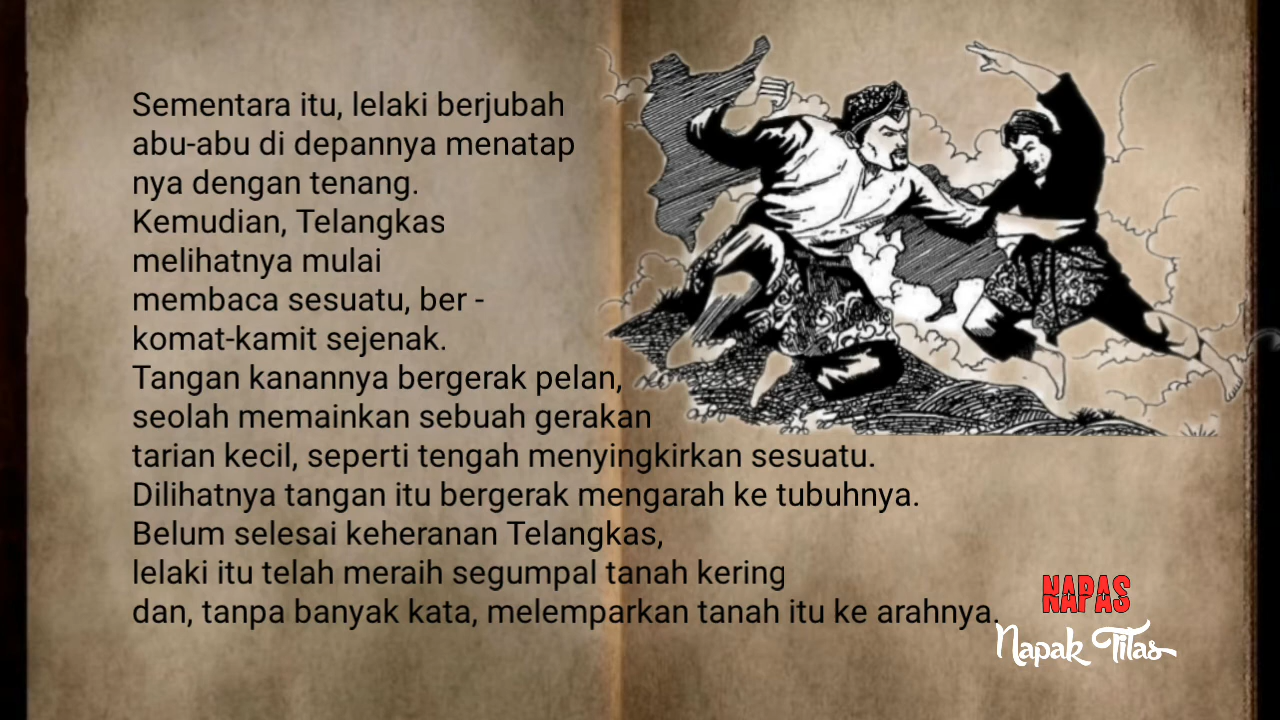 Sementara itu, lelaki berjubah
abu-abu di depannya menatap
nya dengan tenang.
Kemudian, Telangkas
melihatnya mulai
membaca sesuatu, ber -
komat-kamit sejenak.
Tangan kanannya bergerak pelan,
seolah memainkan sebuah gerakan
tarian kecil, seperti tengah menyingkirkan sesuatu.
Dilihatnya tangan itu bergerak mengarah ke tubuhnya.
Belum selesai keheranan Telangkas,
lelaki itu telah meraih segumpal tanah kering
dan, tanpa banyak kata, melemparkan tanah itu ke arahnya.
NAPAS
Napak Tilas